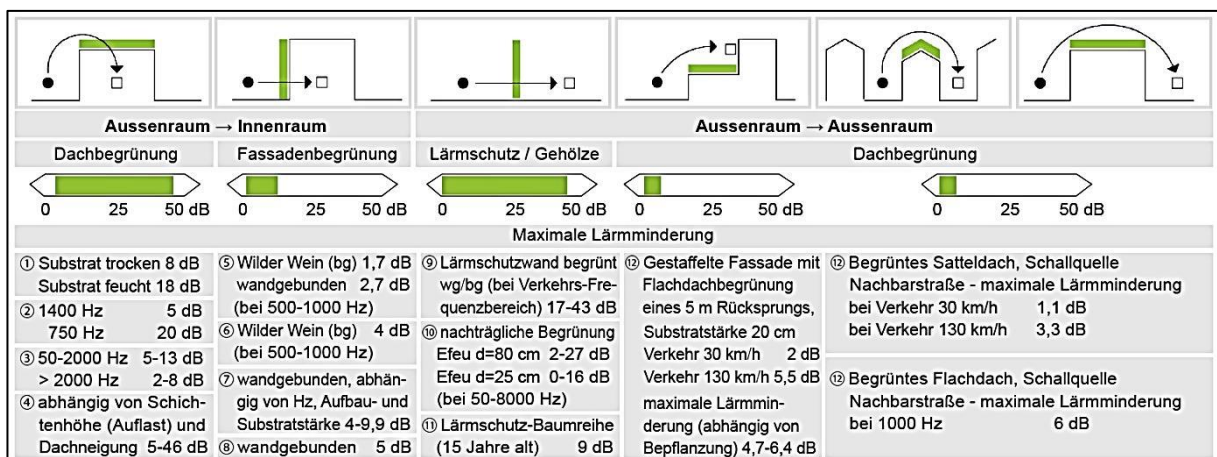 Aussenraum → Innenraum
Aussenraum → Aussenraum
Dachbegrünung
Fassadenbegrünung
Lärmschutz / Gehölze
Dachbegrünung
0 25 50 dB
0 25 50 dB
0 25 50 dB
0 25 50 dB
0 25 50 dB
Maximale Lärmminderung
① Substrat trocken 8 dB
Substrat feucht 18 dB
② 1400 Hz 5 dB
750 Hz 20 dB
③ 50-2000 Hz 5-13 dB
> 2000 Hz 2-8 dB
④ abhängig von Schich-
tenhöhe (Auflast) und
Dachneigung 5-46 dB
⑤ Wilder Wein (bg) 1,7 dB
wandgebunden 2,7 dB
(bei 500-1000 Hz)
⑥ Wilder Wein (bg) 4 dB
(bei 500-1000 Hz)
⑦ wandgebunden, abhän-
gig von Hz, Aufbau- und
Substratstärke 4-9,9 dB
⑧ wandgebunden 5 dB
⑨ Lärmschutzwand begrünt
wg/bg (bei Verkehrs-Fre-
quenzbereich) 17-43 dB
⑩ nachträgliche Begrünung
Efeu d=80 cm 2-27 dB
Efeu d=25 cm 0-16 dB
(bei 50-8000 Hz)
⑪ Lärmschutz-Baumreihe
(15 Jahre alt) 9 dB
⑫ Gestaffelte Fassade mit
Flachdachbegrünung
eines 5 m Rücksprungs,
Substratstärke 20 cm
Verkehr 30 km/h 2 dB
Verkehr 130 km/h 5,5 dB
maximale Lärmmin-
derung (abhängig von
Bepflanzung) 4,7-6,4 dB
⑫ Begrüntes Satteldach, Schallquelle
Nachbarstraße - maximale Lärmminderung
bei Verkehr 30 km/h 1,1 dB
bei Verkehr 130 km/h 3,3 dB
⑫ Begrüntes Flachdach, Schallquelle
Nachbarstraße - maximale Lärmminderung
bei 1000 Hz 6 dB